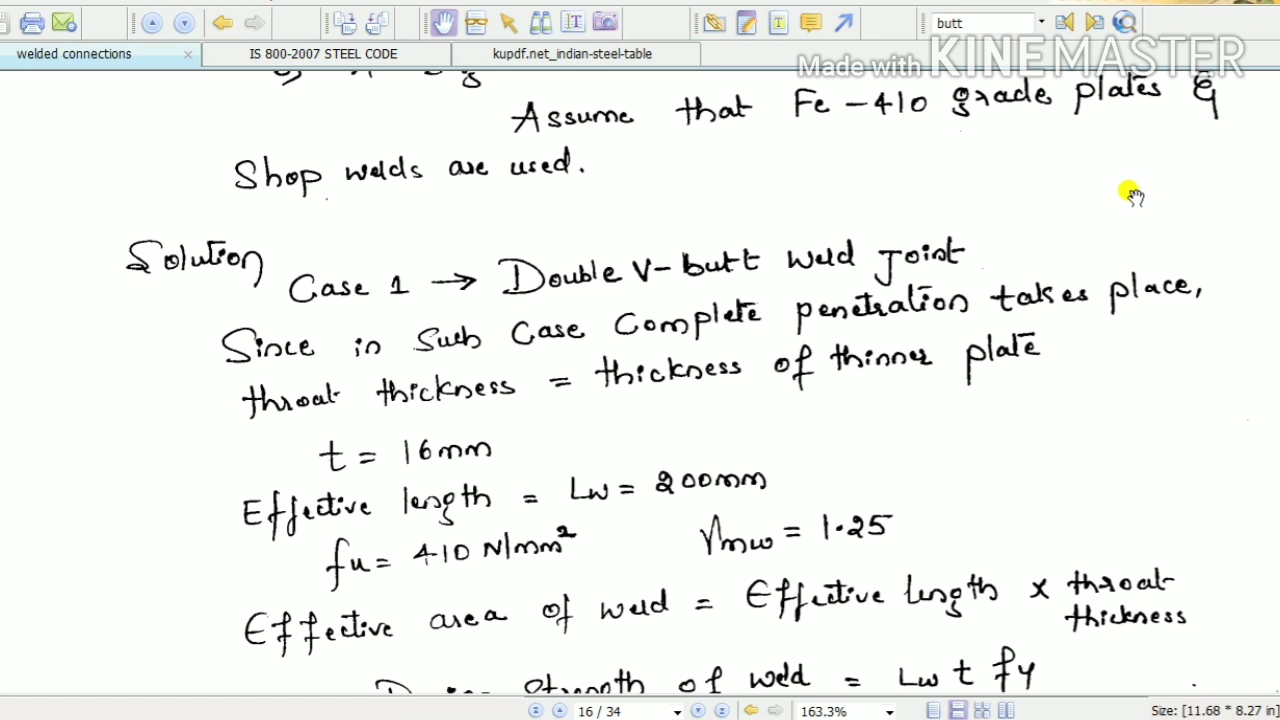 butt
Made with KINEMASTER
welded connections
IS 800-2007 STEEL CODE
kupdf.net_indian-steel-table
Assume that Fe-410 grade plates &
Shop welds are used.
Solution
Case 1 → Double V-butt weld Joint
Since in such case complete penetration takes place,
throat thickness = thickness of thinner plate
t = 16mm
Effective length = Lw = 200mm
fu = 410 N/mm² γmw = 1.25
Effective area of weld = Effective length × throat
thickness
strength of weld = Lw t fy
16 / 34
163.3%
Size: [11.68 * 8.27 in]